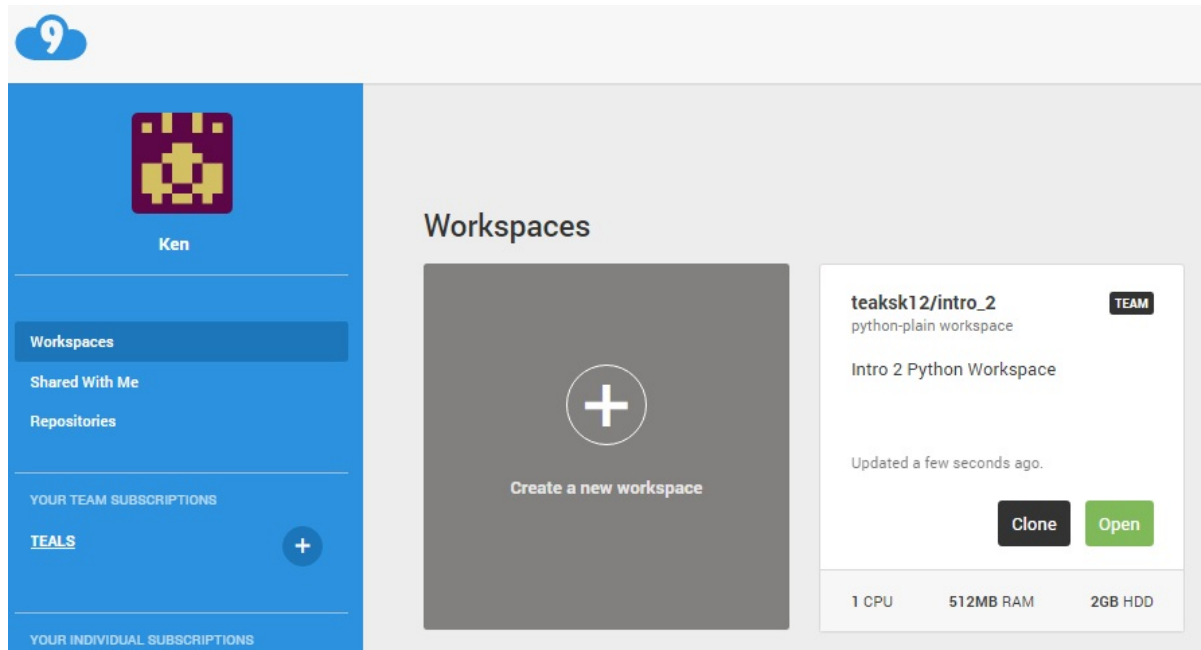 9
Ken
Workspaces
Shared With Me
Repositories
YOUR TEAM SUBSCRIPTIONS
TEALS
+
YOUR INDIVIDUAL SUBSCRIPTIONS
Workspaces
+
Create a new workspace
teaksk12/intro_2
TEAM
python-plain workspace
Intro 2 Python Workspace
Updated a few seconds ago.
Clone
Open
1 CPU
512MB RAM
2GB HDD